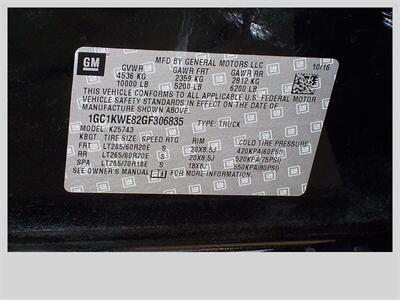 GM
MFD BY GENERAL MOTORS LLC
GVWR GAWR FRT GAWR RR 10/16
4536 KG 2359 KG 2812 KG
10000 LB 5200 LB 6200 LB
THIS VEHICLE CONFORMS TO ALL APPLICABLE U.S. FEDERAL MOTOR
VEHICLE SAFETY STANDARDS IN EFFECT ON THE DATE OF
MANUFACTURE SHOWN ABOVE.
1GC1KWE82GF306835 TYPE: TRUCK
MODEL: K25743
KBGT TIRE SIZE SPEED RTG RIM COLD TIRE PRESSURE
FRT LT265/60R20E S 20X8.5J 420KPA(60PSI)
RR LT265/60R20E S 20X8.5J 520KPA(75PSI)
SPA LT265/70R18E S 18X8J 550KPA(80PSI)
SEE OWNER'S MANUAL FOR ADDITIONAL INFORMATION.